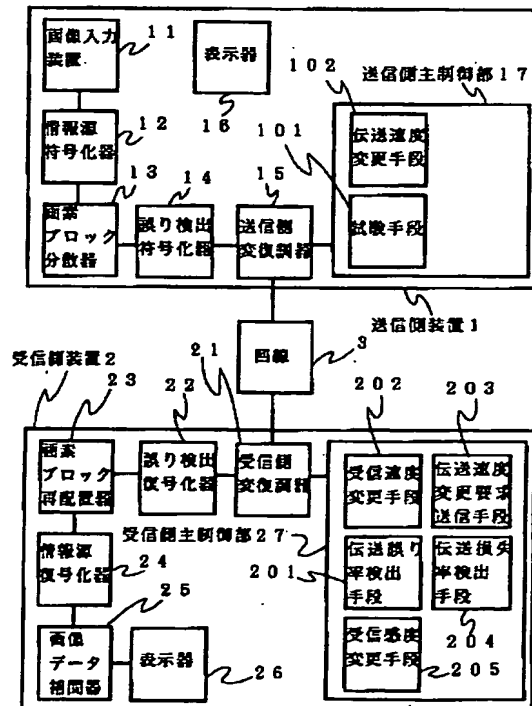 画像入力
装置
11
表示器
16
送信側主制御部17
102
伝送速度
変更手段
101
試験手段
情報源
符号化器
12
13
画素
ブロック
分散器
14
誤り検出
符号化器
15
送信側
変復調器
送信側装置1
回線
3
受信側装置2
23
画素
ブロック
再配置器
22
誤り検出
復号化器
21
受信側
変復調器
202
受信速度
変更手段
203
伝送速度
変更要求
送信手段
情報源
復号化器
24
受信側主制御部27
201
伝送誤り
率検出
手段
伝送損失
率検出
手段
204
25
画像
データ
補間器
表示器
26
受信感度
変更手段
205